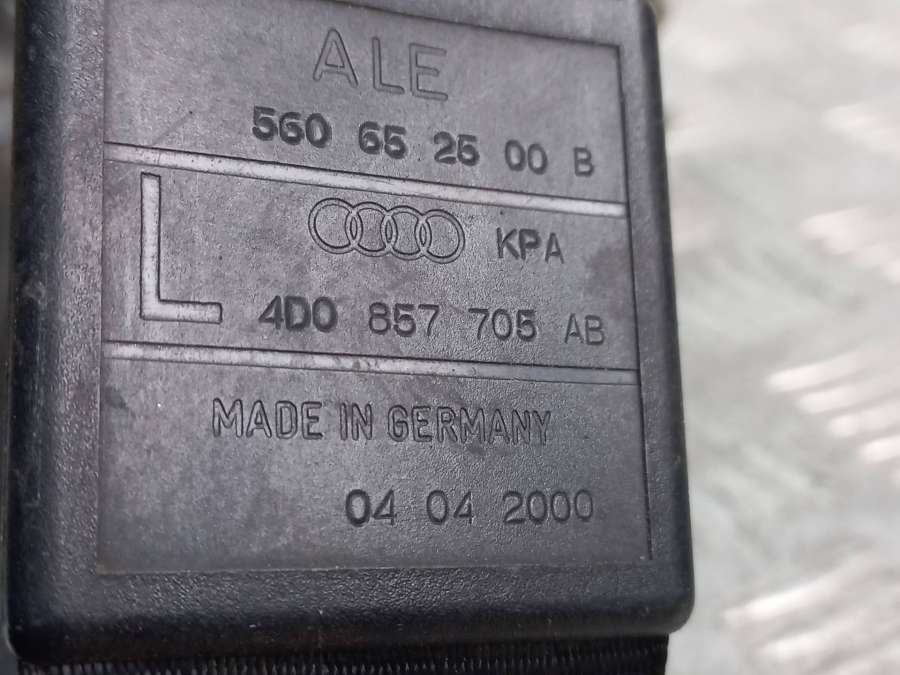 ALE
560 65 25 00 B
L
KPA
4D0 857 705 AB
MADE IN GERMANY
04 04 2000